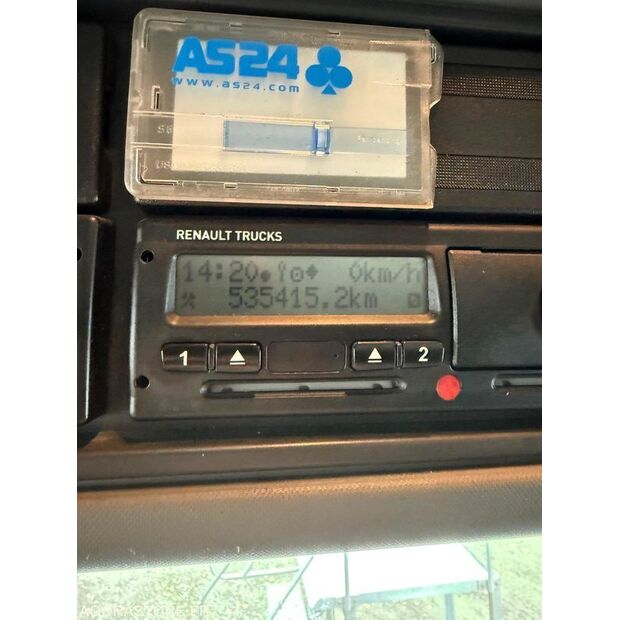 AS24
www.as24.com
RENAULT TRUCKS
14:20 0km/h
535415.2km
1 2